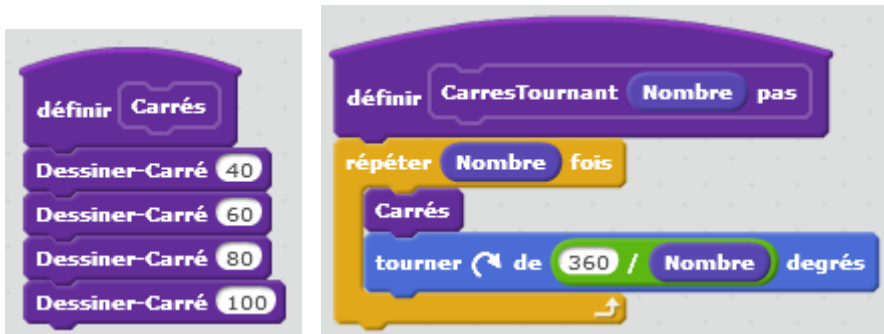 définir Carrés
Dessiner-Carré 40
Dessiner-Carré 60
Dessiner-Carré 80
Dessiner-Carré 100
définir CarresTournant Nombre pas
répéter Nombre fois
Carrés
tourner de 360 / Nombre degrés